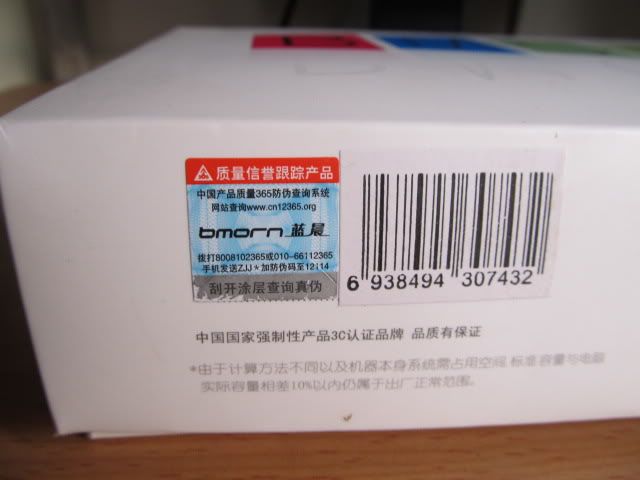 质量信誉跟踪产品
中国产品质量365防伪查询系统
网站查询www.cn12365.org
bmorn 蓝晨
拨打8008102365或010-66112365
手机发送ZJJ*加防伪码至12114
刮开涂层查询真伪
6 938494 307432
中国国家强制性产品3C认证品牌 品质有保证
*由于计算方法不同以及机器本身系统需占用空间,标准容量与电脑
实际容量相差10%以内仍属于出厂正常范围。